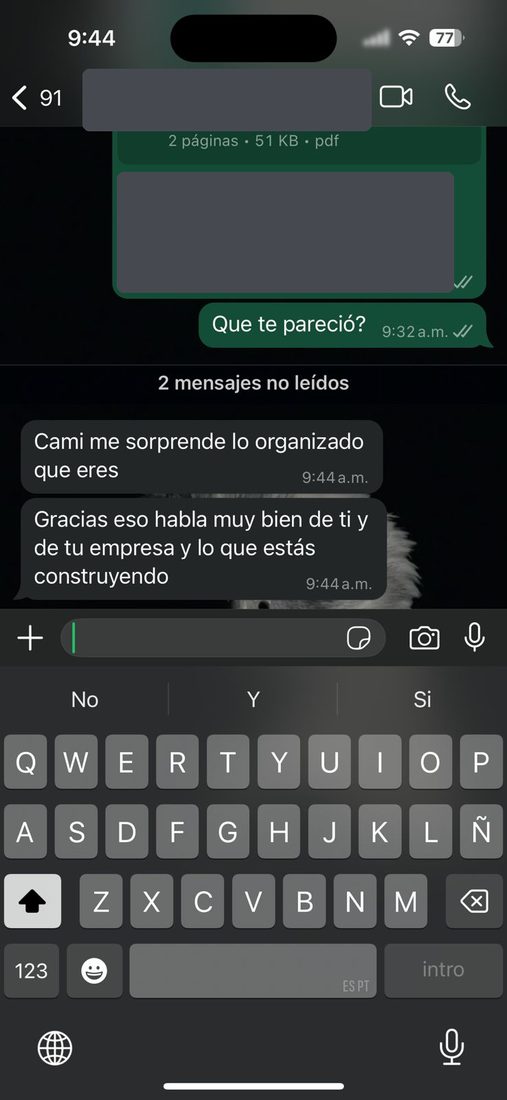 9:44
77
91
2 páginas • 51 KB • pdf
Que te pareció?
9:32 a.m.
2 mensajes no leídos
Cami me sorprende lo organizado
que eres
9:44 a.m.
Gracias eso habla muy bien de ti y
de tu empresa y lo que estás
construyendo
9:44 a.m.
No Y Si
Q W E R T Y U I O P
A S D F G H J K L Ñ
Z X C V B N M
123
ES PT
intro